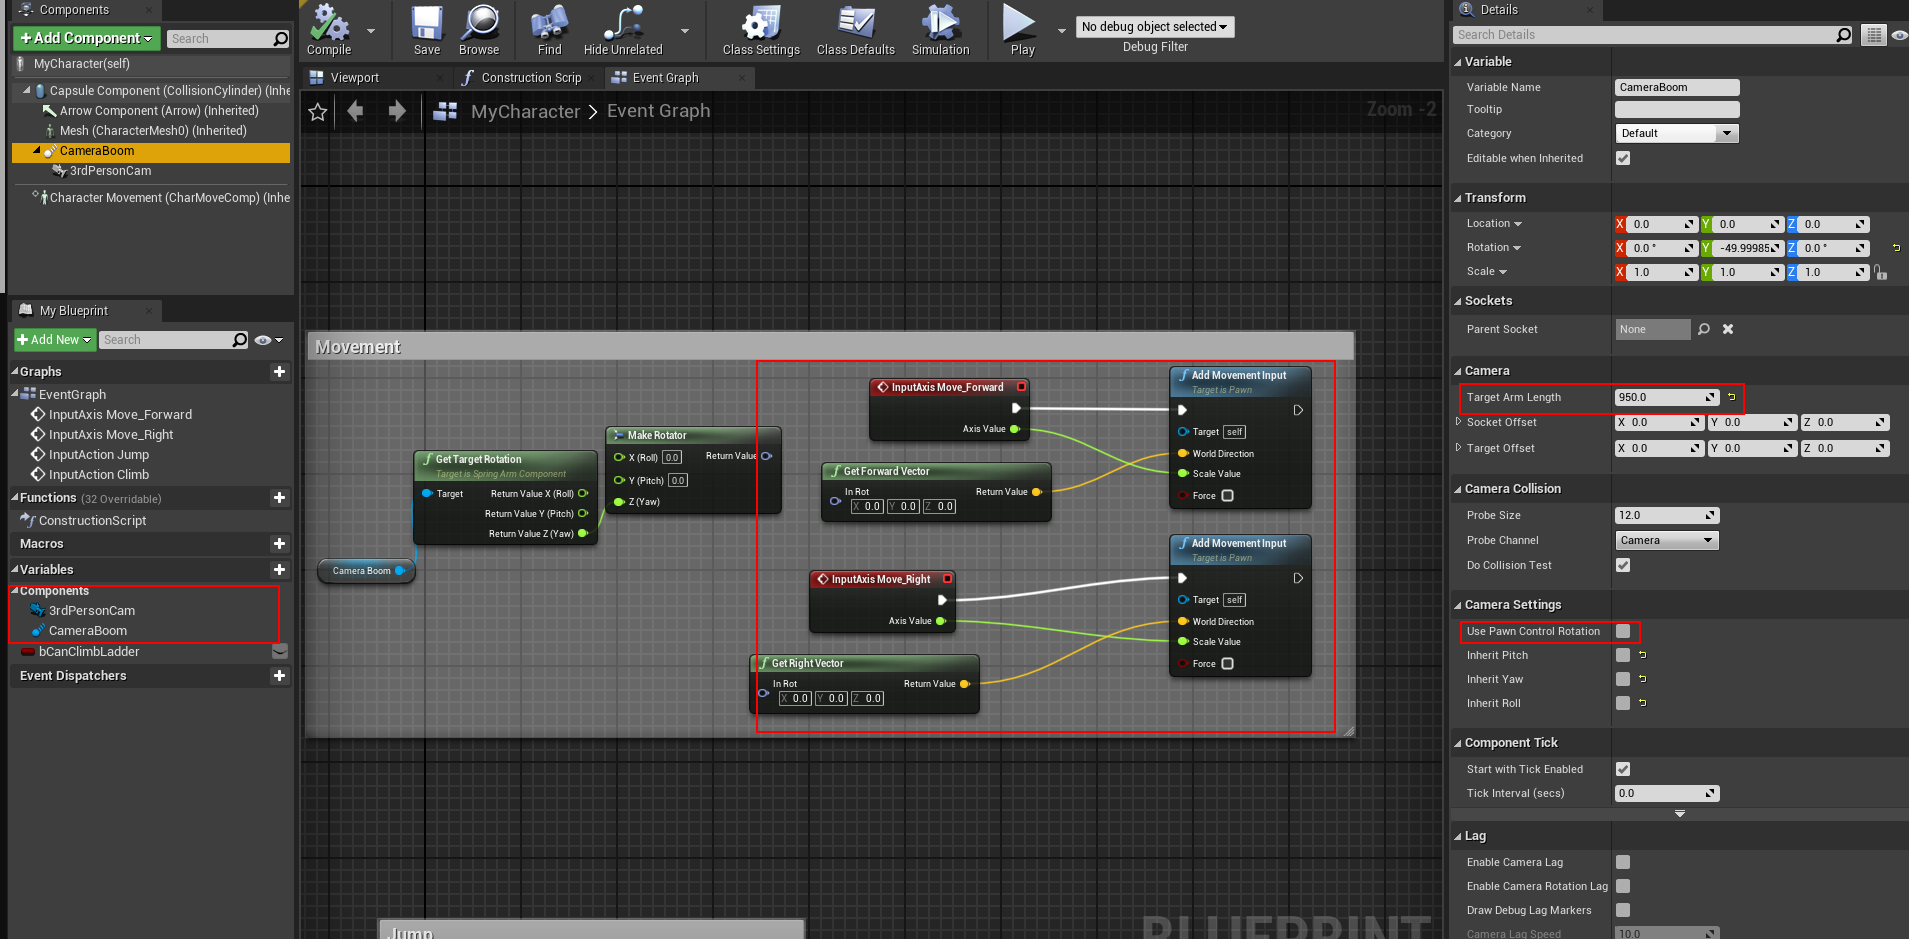 Components
+Add Component
Search
MyCharacter(self)
Capsule Component (CollisionCylinder) (Inhe
Arrow Component (Arrow) (Inherited)
Mesh (CharacterMesh0) (Inherited)
CameraBoom
3rdPersonCam
Character Movement (CharMoveComp) (Inhe
My Blueprint
+Add New
Search
Graphs
EventGraph
InputAxis Move_Forward
InputAxis Move_Right
InputAction Jump
InputAction Climb
Functions (32 Overridable)
ConstructionScript
Macros
Variables
Components
3rdPersonCam
CameraBoom
bCanClimbLadder
Event Dispatchers
Compile
Save
Browse
Find
Hide Unrelated
Class Settings
Class Defaults
Simulation
Play
No debug object selected
Debug Filter
Viewport
Construction Scrip
Event Graph
MyCharacter > Event Graph
Zoom -2
Movement
Camera Boom
Get Target Rotation
Target is Spring Arm Component
Target
Return Value X (Roll)
Return Value Y (Pitch)
Return Value Z (Yaw)
Make Rotator
X (Roll) 0.0
Return Value
Y (Pitch) 0.0
Z (Yaw)
InputAxis Move_Forward
Axis Value
Get Forward Vector
In Rot
Return Value
X 0.0 Y 0.0 Z 0.0
Add Movement Input
Target is Pawn
Target self
World Direction
Scale Value
Force
InputAxis Move_Right
Axis Value
Get Right Vector
In Rot
Return Value
X 0.0 Y 0.0 Z 0.0
Add Movement Input
Target is Pawn
Target self
World Direction
Scale Value
Force
Jump
BLUEPRINT
Details
Search Details
Variable
Variable Name CameraBoom
Tooltip
Category Default
Editable when Inherited
Transform
Location X 0.0 Y 0.0 Z 0.0
Rotation X 0.0 ° Y -49.99985 Z 0.0 °
Scale X 1.0 Y 1.0 Z 1.0
Sockets
Parent Socket None
Camera
Target Arm Length 950.0
Socket Offset X 0.0 Y 0.0 Z 0.0
Target Offset X 0.0 Y 0.0 Z 0.0
Camera Collision
Probe Size 12.0
Probe Channel Camera
Do Collision Test
Camera Settings
Use Pawn Control Rotation
Inherit Pitch
Inherit Yaw
Inherit Roll
Component Tick
Start with Tick Enabled
Tick Interval (secs) 0.0
Lag
Enable Camera Lag
Enable Camera Rotation Lag
Draw Debug Lag Markers
Camera Lag Speed 10.0